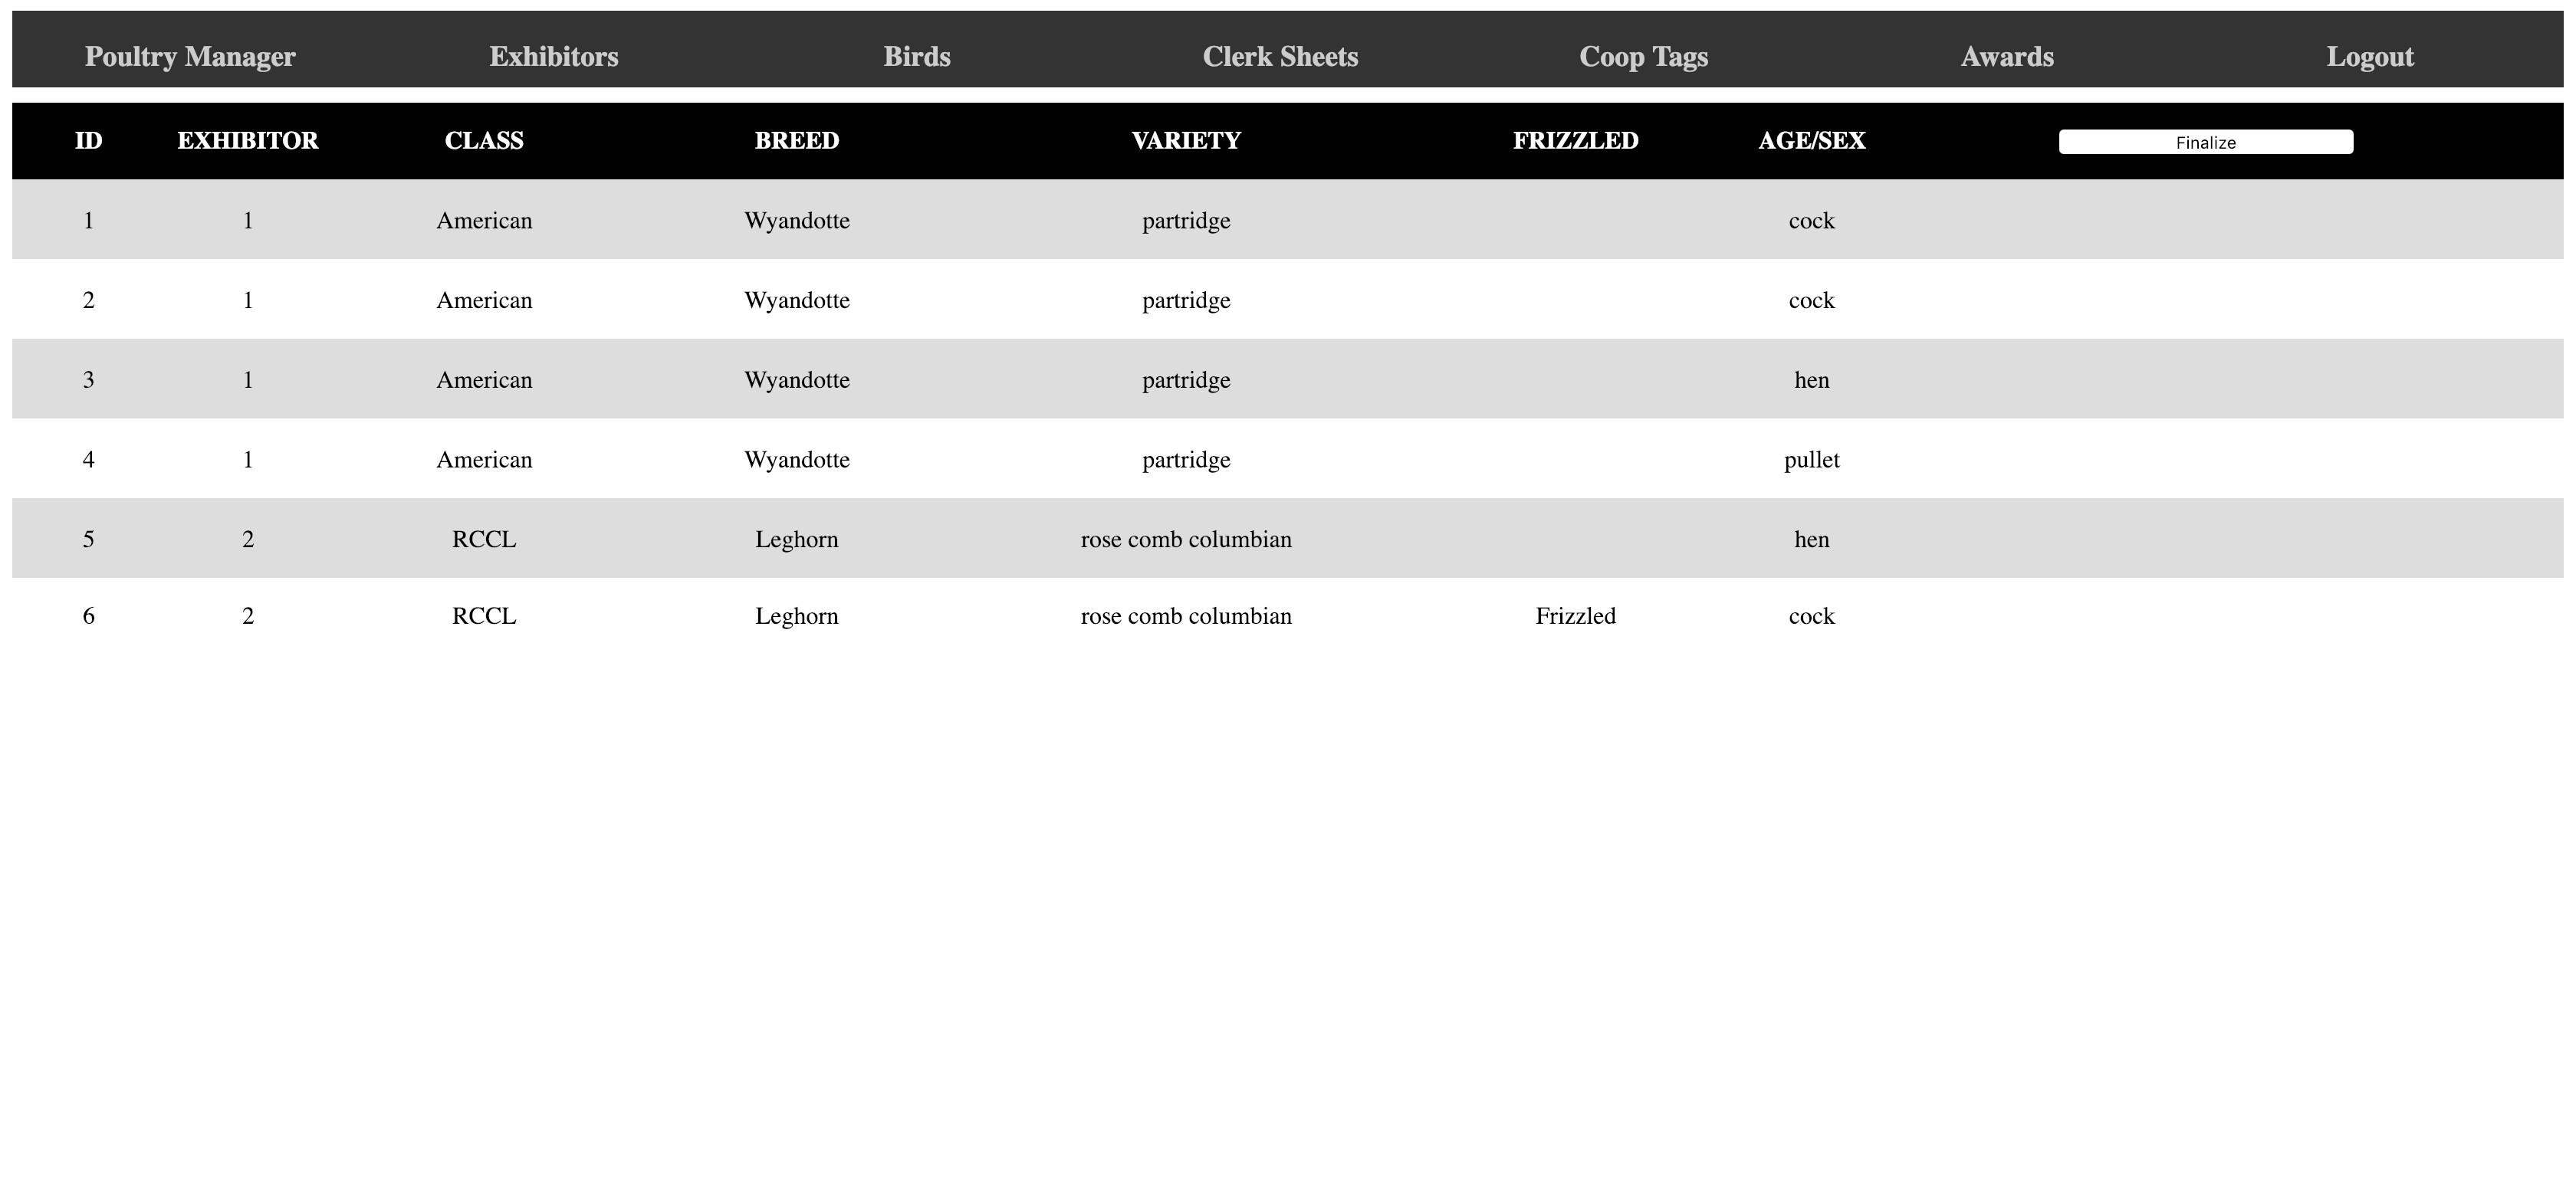 Poultry Manager Exhibitors Birds Clerk Sheets Coop Tags Awards Logout
ID EXHIBITOR CLASS BREED VARIETY FRIZZLED AGE/SEX Finalize
1 1 American Wyandotte partridge cock
2 1 American Wyandotte partridge cock
3 1 American Wyandotte partridge hen
4 1 American Wyandotte partridge pullet
5 2 RCCL Leghorn rose comb columbian hen
6 2 RCCL Leghorn rose comb columbian Frizzled cock